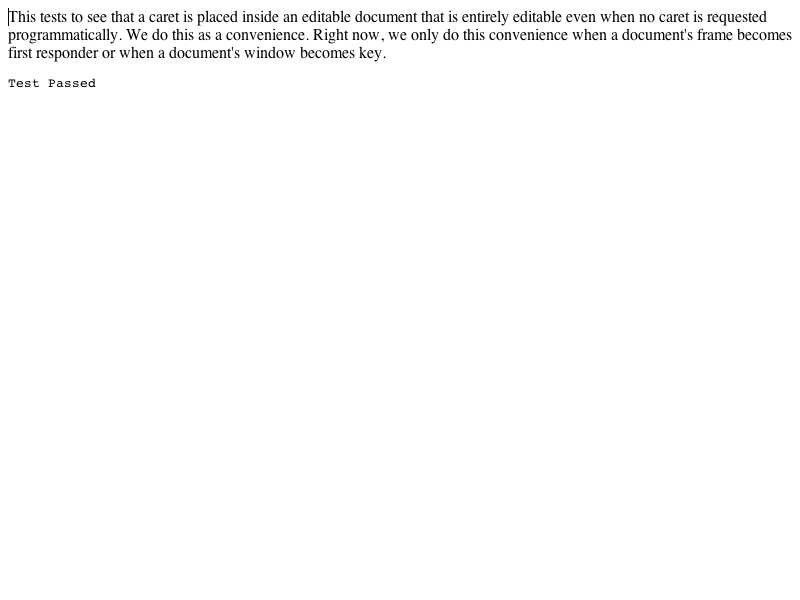 This tests to see that a caret is placed inside an editable document that is entirely editable even when no caret is requested
programmatically. We do this as a convenience. Right now, we only do this convenience when a document's frame becomes
first responder or when a document's window becomes key.
Test Passed